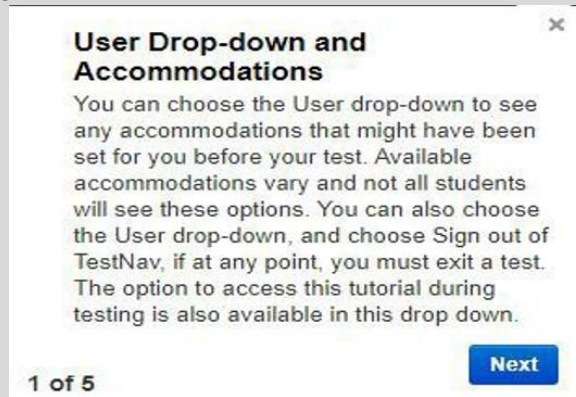 ×
User Drop-down and
Accommodations
You can choose the User drop-down to see
any accommodations that might have been
set for you before your test. Available
accommodations vary and not all students
will see these options. You can also choose
the User drop-down, and choose Sign out of
TestNav, if at any point, you must exit a test.
The option to access this tutorial during
testing is also available in this drop down.
Next
1 of 5